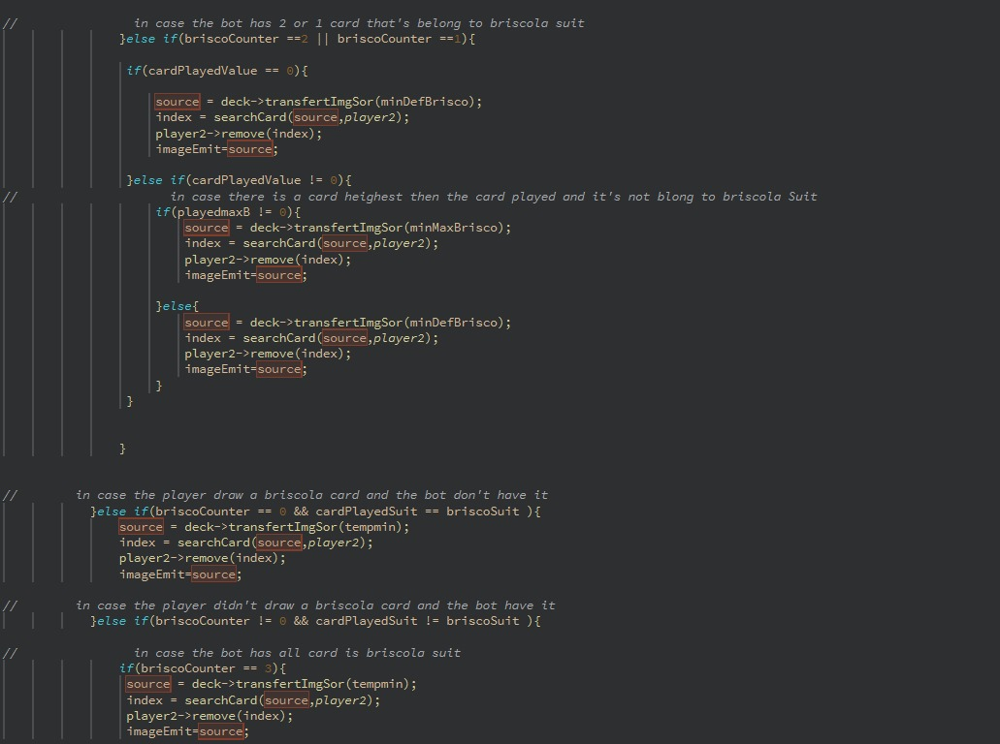 // in case the bot has 2 or 1 card that's belong to briscola suit
}else if(briscoCounter ==2 || briscoCounter ==1){
if(cardPlayedValue == 0){
source = deck->transfertImgSor(minDefBrisco);
index = searchCard(source,player2);
player2->remove(index);
imageEmit=source;
}else if(cardPlayedValue != 0){
// in case there is a card heighest then the card played and it's not blong to briscola Suit
if(playedmaxB != 0){
source = deck->transfertImgSor(minMaxBrisco);
index = searchCard(source,player2);
player2->remove(index);
imageEmit=source;
}else{
source = deck->transfertImgSor(minDefBrisco);
index = searchCard(source,player2);
player2->remove(index);
imageEmit=source;
}
}
}
// in case the player draw a briscola card and the bot don't have it
}else if(briscoCounter == 0 && cardPlayedSuit == briscoSuit ){
source = deck->transfertImgSor(tempmin);
index = searchCard(source,player2);
player2->remove(index);
imageEmit=source;
// in case the player didn't draw a briscola card and the bot have it
}else if(briscoCounter != 0 && cardPlayedSuit != briscoSuit ){
// in case the bot has all card is briscola suit
if(briscoCounter == 3){
source = deck->transfertImgSor(tempmin);
index = searchCard(source,player2);
player2->remove(index);
imageEmit=source;